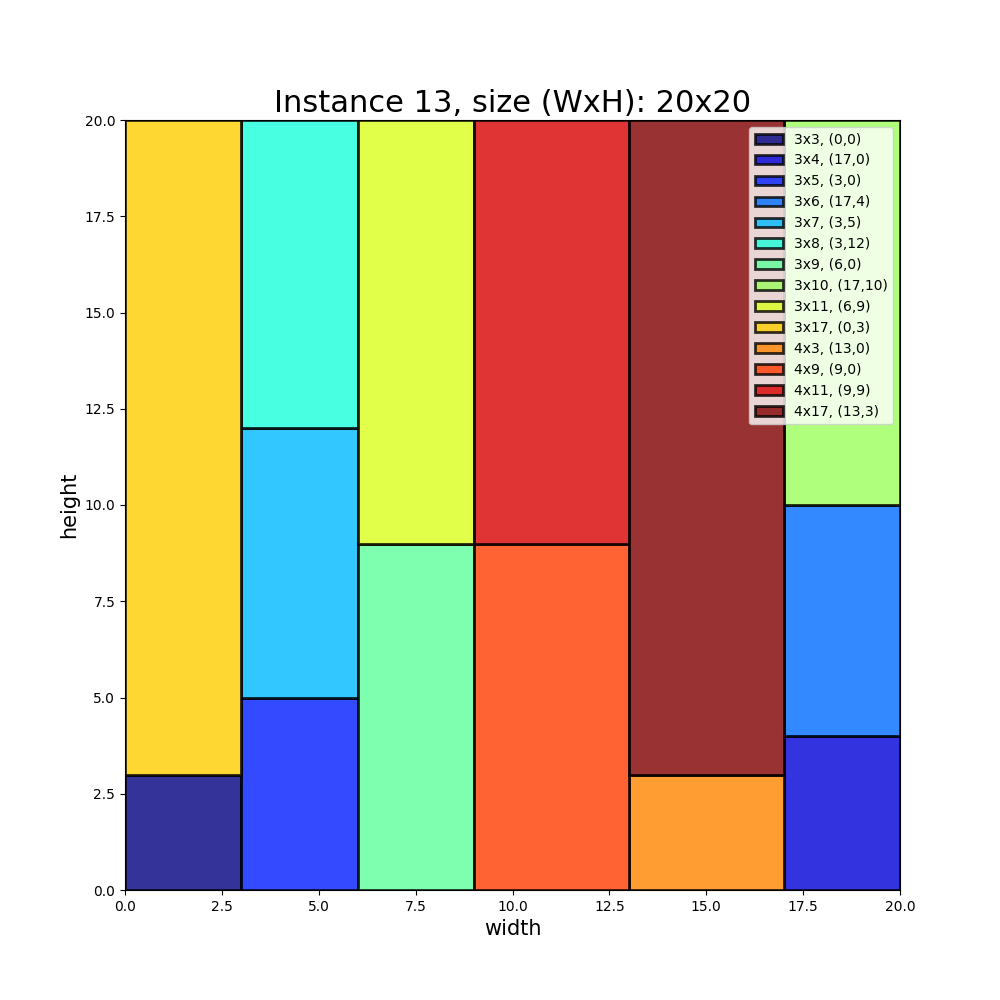 Instance 13, size (WxH): 20x20
20.0
17.5
15.0
12.5
10.0
7.5
5.0
2.5
0.0
height
3x3, (0,0)
3x4, (17,0)
3x5, (3,0)
3x6, (17,4)
3x7, (3,5)
3x8, (3,12)
3x9, (6,0)
3x10, (17,10)
3x11, (6,9)
3x17, (0,3)
4x3, (13,0)
4x9, (9,0)
4x11, (9,9)
4x17, (13,3)
0.0 2.5 5.0 7.5 10.0 12.5 15.0 17.5 20.0
width